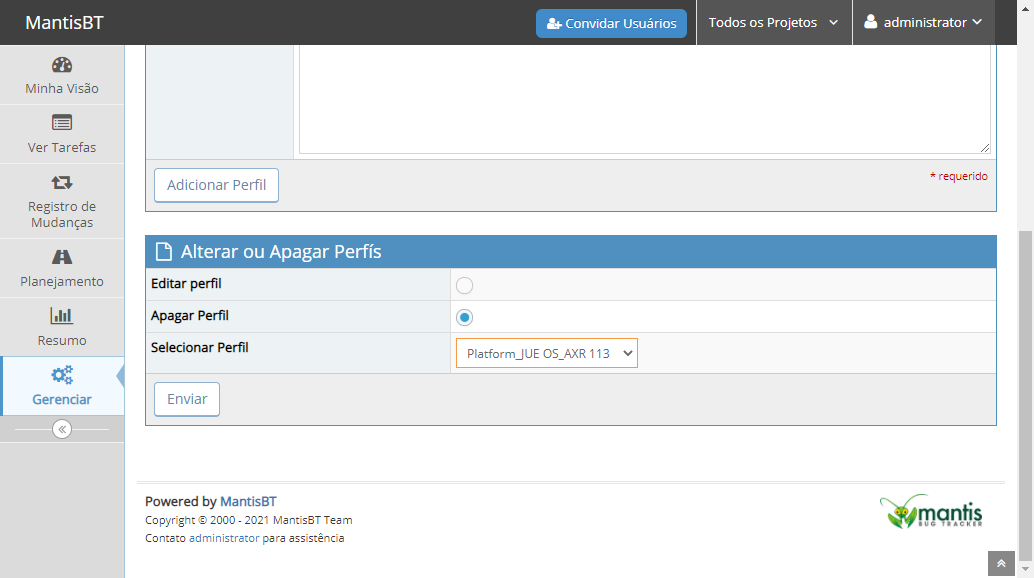 MantisBT
Convidar Usuários
Todos os Projetos
administrator
Minha Visão
Ver Tarefas
Registro de
Mudanças
Planejamento
Resumo
Gerenciar
Adicionar Perfil
* requerido
Alterar ou Apagar Perfís
Editar perfil
Apagar Perfil
Selecionar Perfil
Platform_JUE OS_AXR 113
Enviar
Powered by MantisBT
Copyright © 2000 - 2021 MantisBT Team
Contato administrator para assistência
mantis
BUG TRACKER